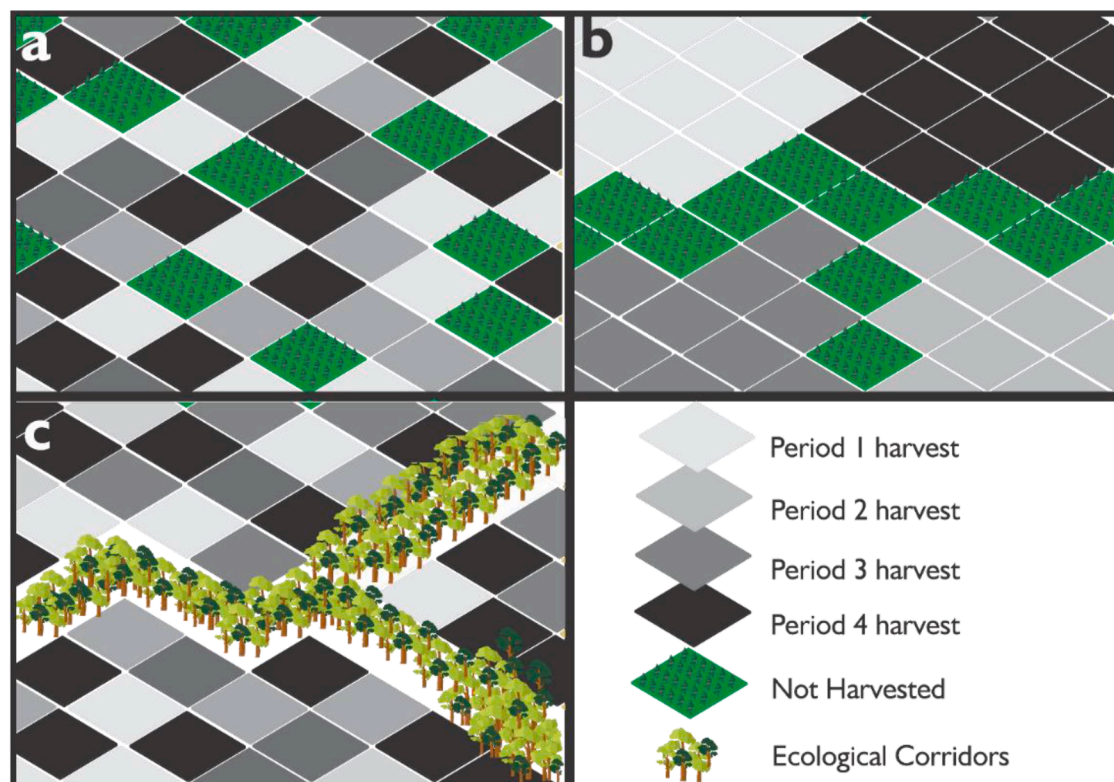 a
b
c
Period 1 harvest
Period 2 harvest
Period 3 harvest
Period 4 harvest
Not Harvested
Ecological Corridors